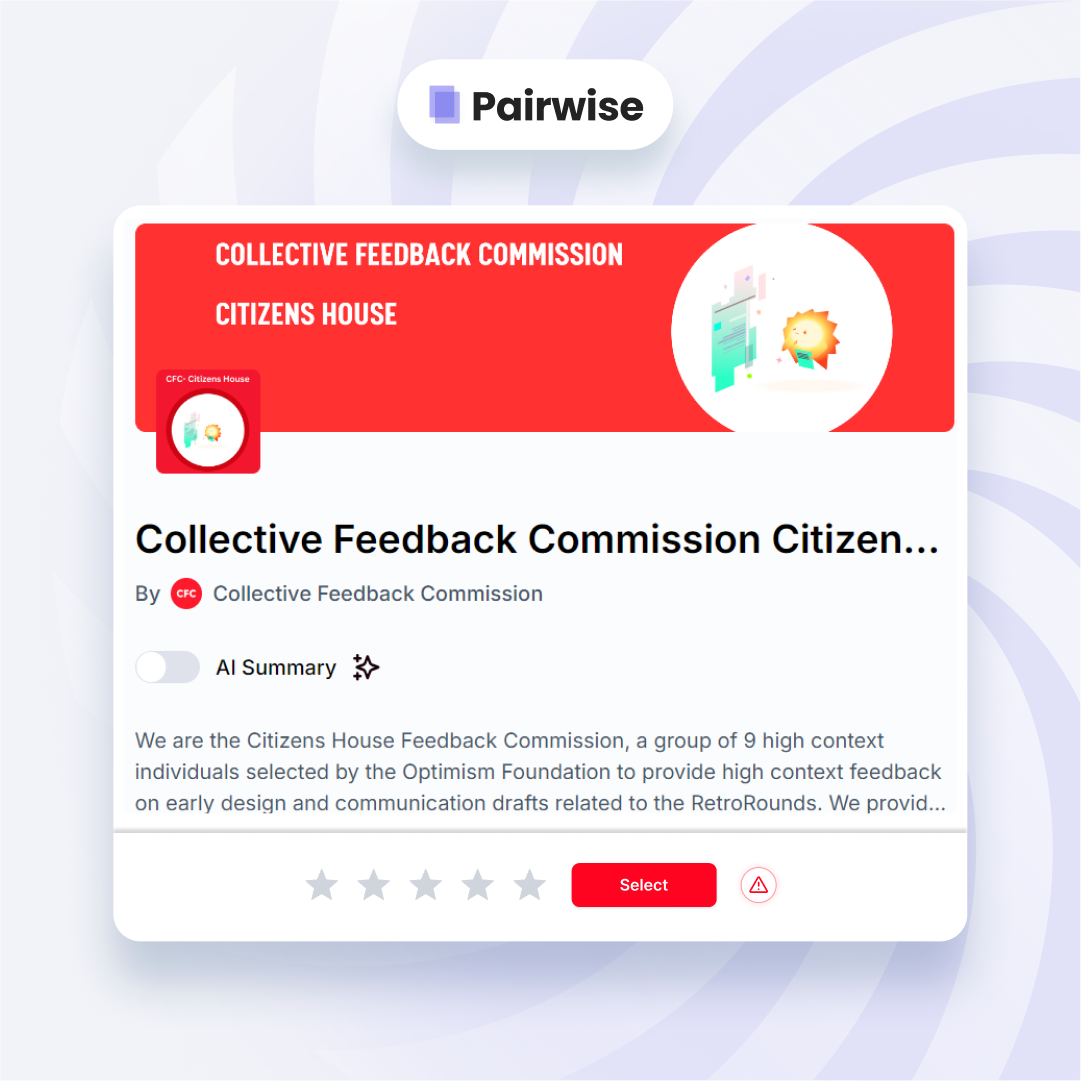 Pairwise
COLLECTIVE FEEDBACK COMMISSION
CITIZENS HOUSE
CFC- Citizens House
Collective Feedback Commission Citizen...
By CFC Collective Feedback Commission
AI Summary
We are the Citizens House Feedback Commission, a group of 9 high context
individuals selected by the Optimism Foundation to provide high context feedback
on early design and communication drafts related to the RetroRounds. We provid...
Select